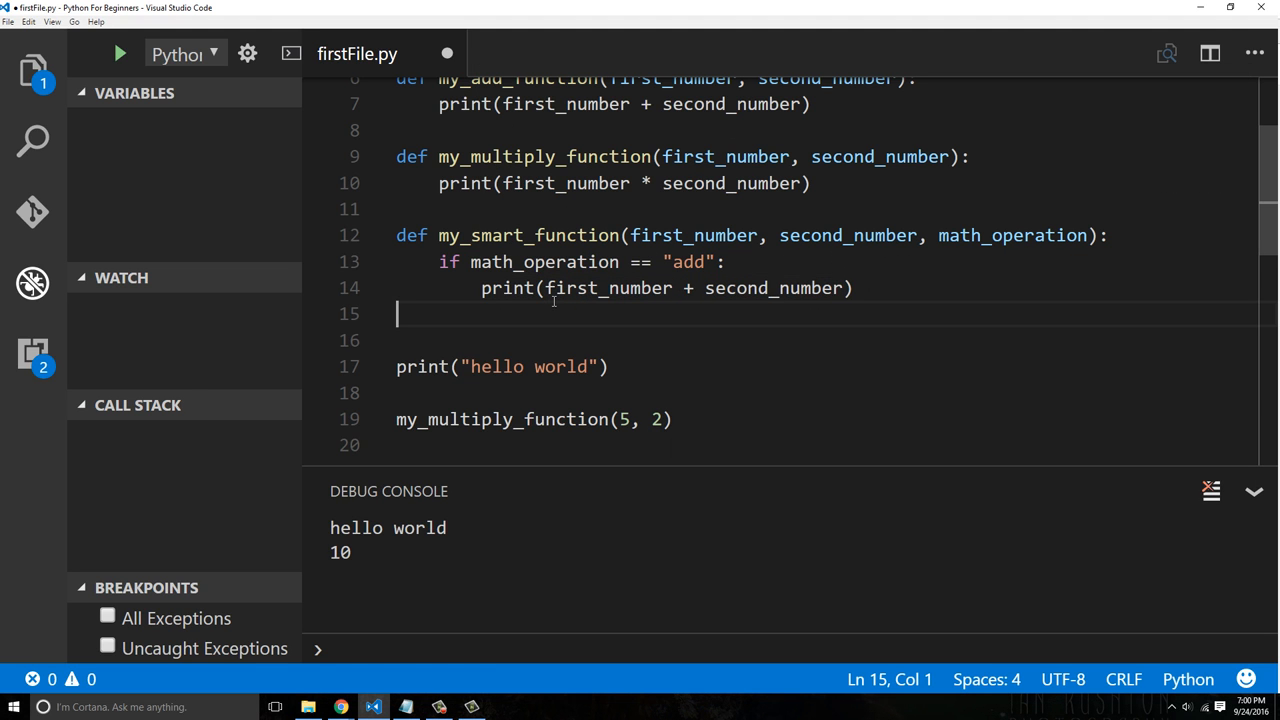 ● firstFile.py - Python For Beginners - Visual Studio Code
File Edit View Go Help
Pythor
firstFile.py
1
2
VARIABLES
WATCH
CALL STACK
BREAKPOINTS
All Exceptions
Uncaught Exceptions
6 def my_add_function(first_number, second_number):
7 print(first_number + second_number)
8
9 def my_multiply_function(first_number, second_number):
10 print(first_number * second_number)
11
12 def my_smart_function(first_number, second_number, math_operation):
13 if math_operation == "add":
14 print(first_number + second_number)
15
16
17 print("hello world")
18
19 my_multiply_function(5, 2)
20
DEBUG CONSOLE
hello world
10
0 0
Ln 15, Col 1 Spaces: 4 UTF-8 CRLF Python
I'm Cortana. Ask me anything.
7:00 PM
9/24/2016